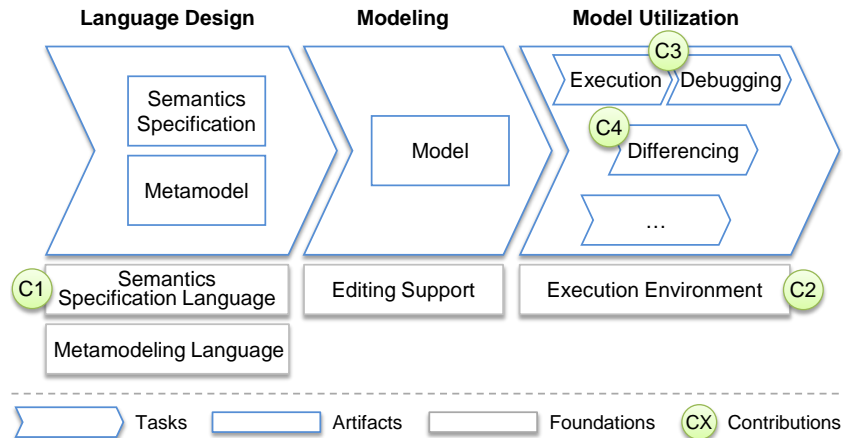 Language Design
Modeling
Model Utilization
C3
Execution
Debugging
Semantics
Specification
C4
Model
Differencing
Metamodel
…
C1
Semantics
Specification Language
Editing Support
Execution Environment
C2
Metamodeling Language
Tasks
Artifacts
Foundations
CX
Contributions